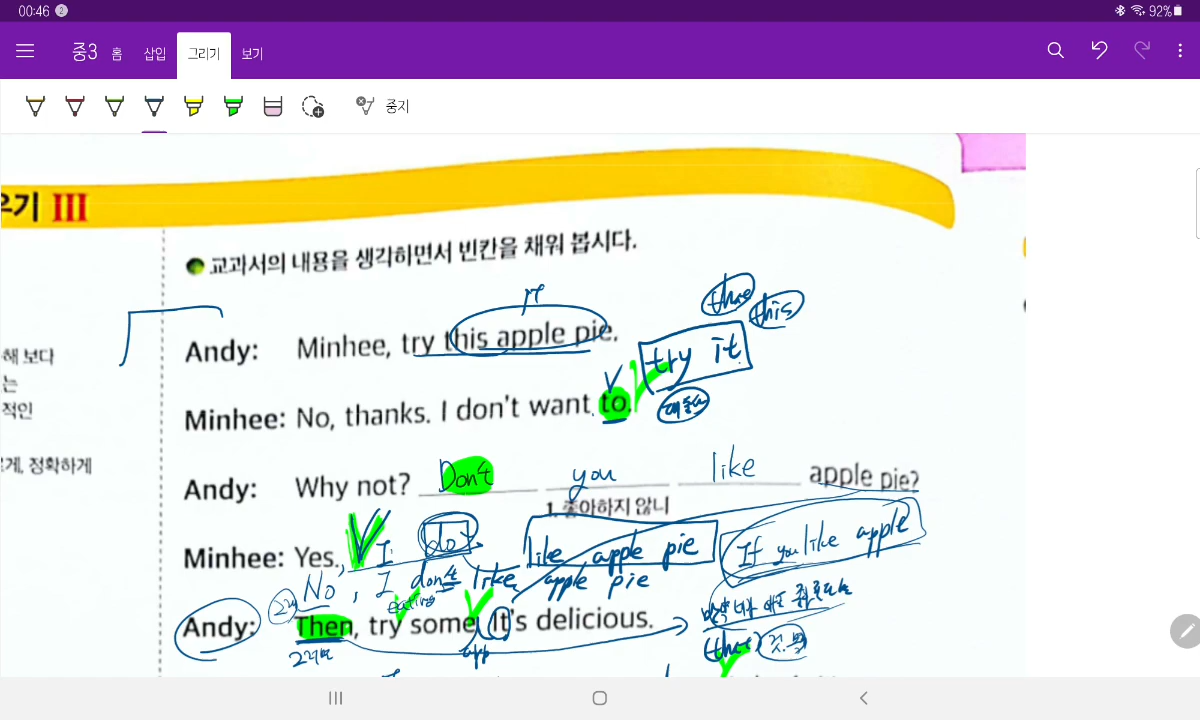 00:46 2 92%
중3 홈 삽입 그리기 보기
중지
우기 III
교과서의 내용을 생각하면서 빈칸을 채워 봅시다.
this
해 보다
는
적인
르게, 정확하게
Andy: Minhee, try this apple pie.
try it
Minhee: No, thanks. I don't want to.
Andy: Why not? Don't you like apple pie?
1. 좋아하지 않니
Minhee: Yes, I do. like apple pie If you like apple
No, I don't like apple pie
eating
Andy: Then, try some. It's delicious.
그러면 app